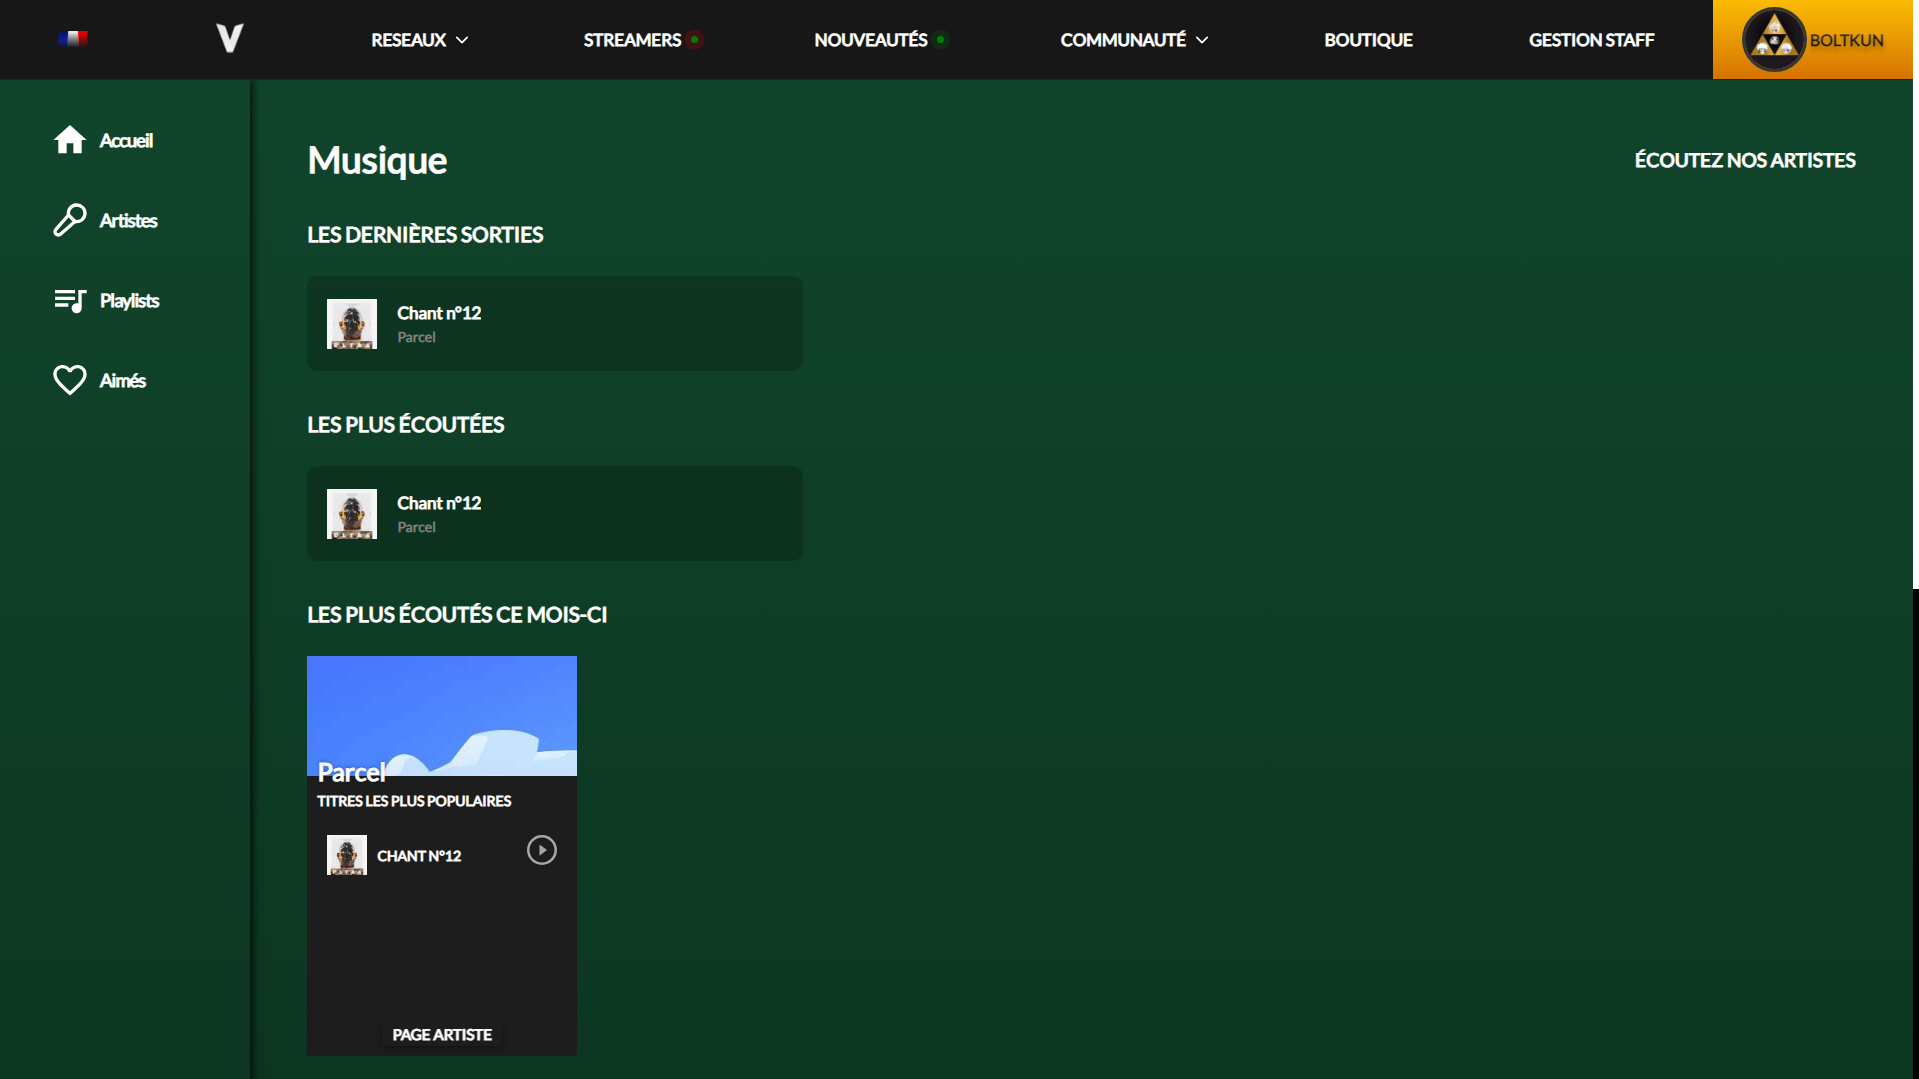 RESEAUX
STREAMERS
NOUVEAUTÉS
COMMUNAUTÉ
BOUTIQUE
GESTION STAFF
BOLTKUN
Accueil
Artistes
Playlists
Aimés
Musique
ÉCOUTEZ NOS ARTISTES
LES DERNIÈRES SORTIES
Chant n°12
Parcel
LES PLUS ÉCOUTÉES
Chant n°12
Parcel
LES PLUS ÉCOUTÉS CE MOIS-CI
Parcel
TITRES LES PLUS POPULAIRES
CHANT N°12
PAGE ARTISTE